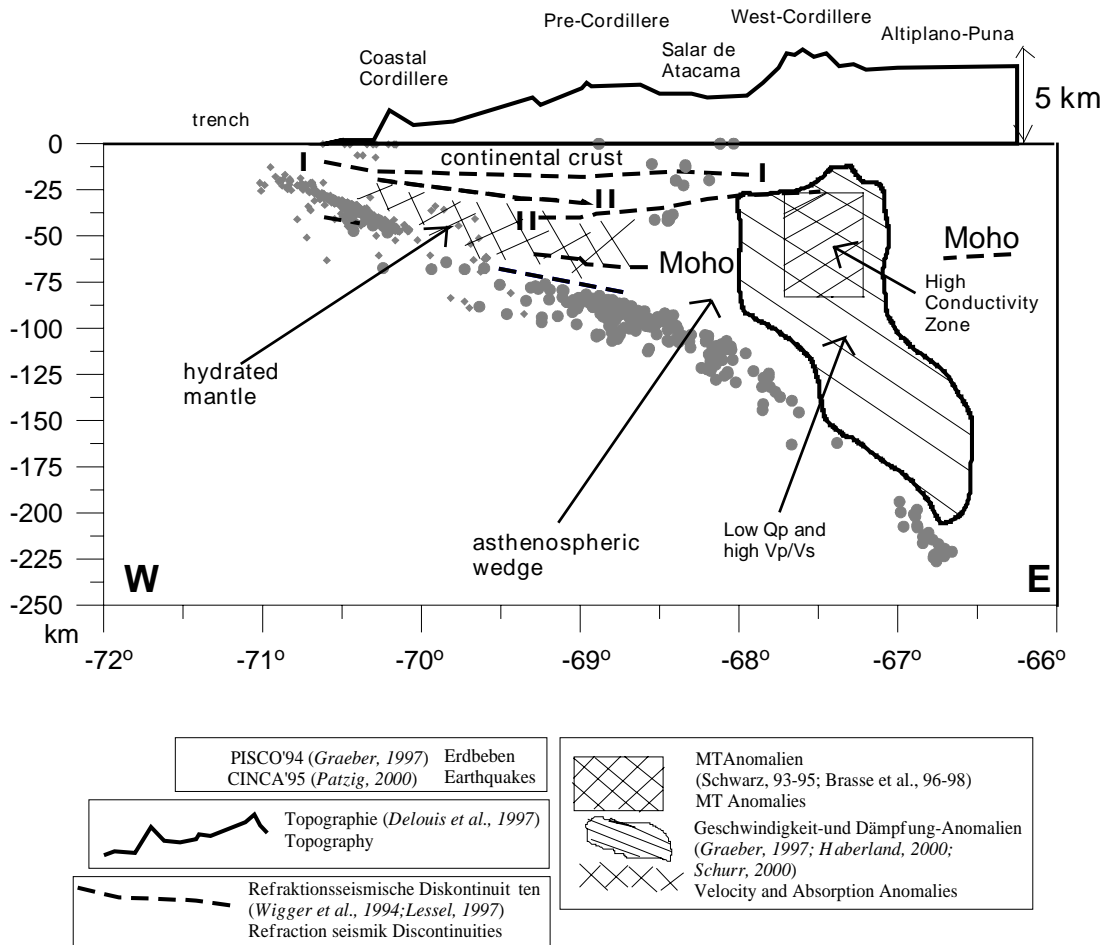 Pre-Cordillere
West-Cordillere
Altiplano-Puna
Coastal
Cordillere
Salar de
Atacama
5 km
trench
0
-25
-50
-75
-100
-125
-150
-175
-200
-225
-250
km
I
continental crust
I
II
II
Moho
Moho
High
Conductivity
Zone
hydrated
mantle
asthenospheric
wedge
Low Qp and
high Vp/Vs
W
E
-72º
-71º
-70º
-69º
-68º
-67º
-66º
PISCO'94 (Graeber, 1997) Erdbeben
CINCA'95 (Patzig, 2000) Earthquakes
Topographie (Delouis et al., 1997)
Topography
Refraktionsseismische Diskontinuit ten
(Wigger et al., 1994;Lessel, 1997)
Refraction seismik Discontinuities
MTAnomalien
(Schwarz, 93-95; Brasse et al., 96-98)
MT Anomalies
Geschwindigkeit-und Dämpfung-Anomalien
(Graeber, 1997; Haberland, 2000;
Schurr, 2000)
Velocity and Absorption Anomalies